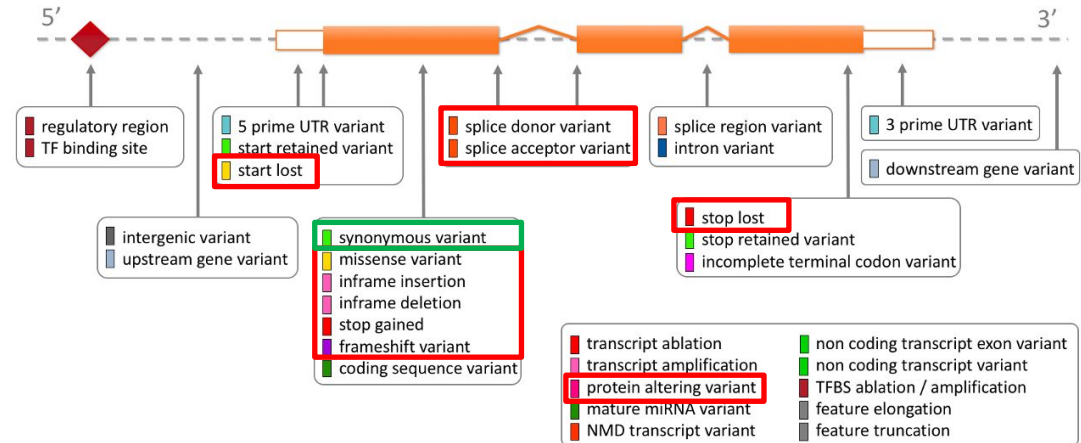 5’
3’
regulatory region
TF binding site
5 prime UTR variant
start retained variant
start lost
splice donor variant
splice acceptor variant
splice region variant
intron variant
3 prime UTR variant
downstream gene variant
intergenic variant
upstream gene variant
synonymous variant
missense variant
inframe insertion
inframe deletion
stop gained
frameshift variant
coding sequence variant
stop lost
stop retained variant
incomplete terminal codon variant
transcript ablation
transcript amplification
protein altering variant
mature miRNA variant
NMD transcript variant
non coding transcript exon variant
non coding transcript variant
TFBS ablation / amplification
feature elongation
feature truncation